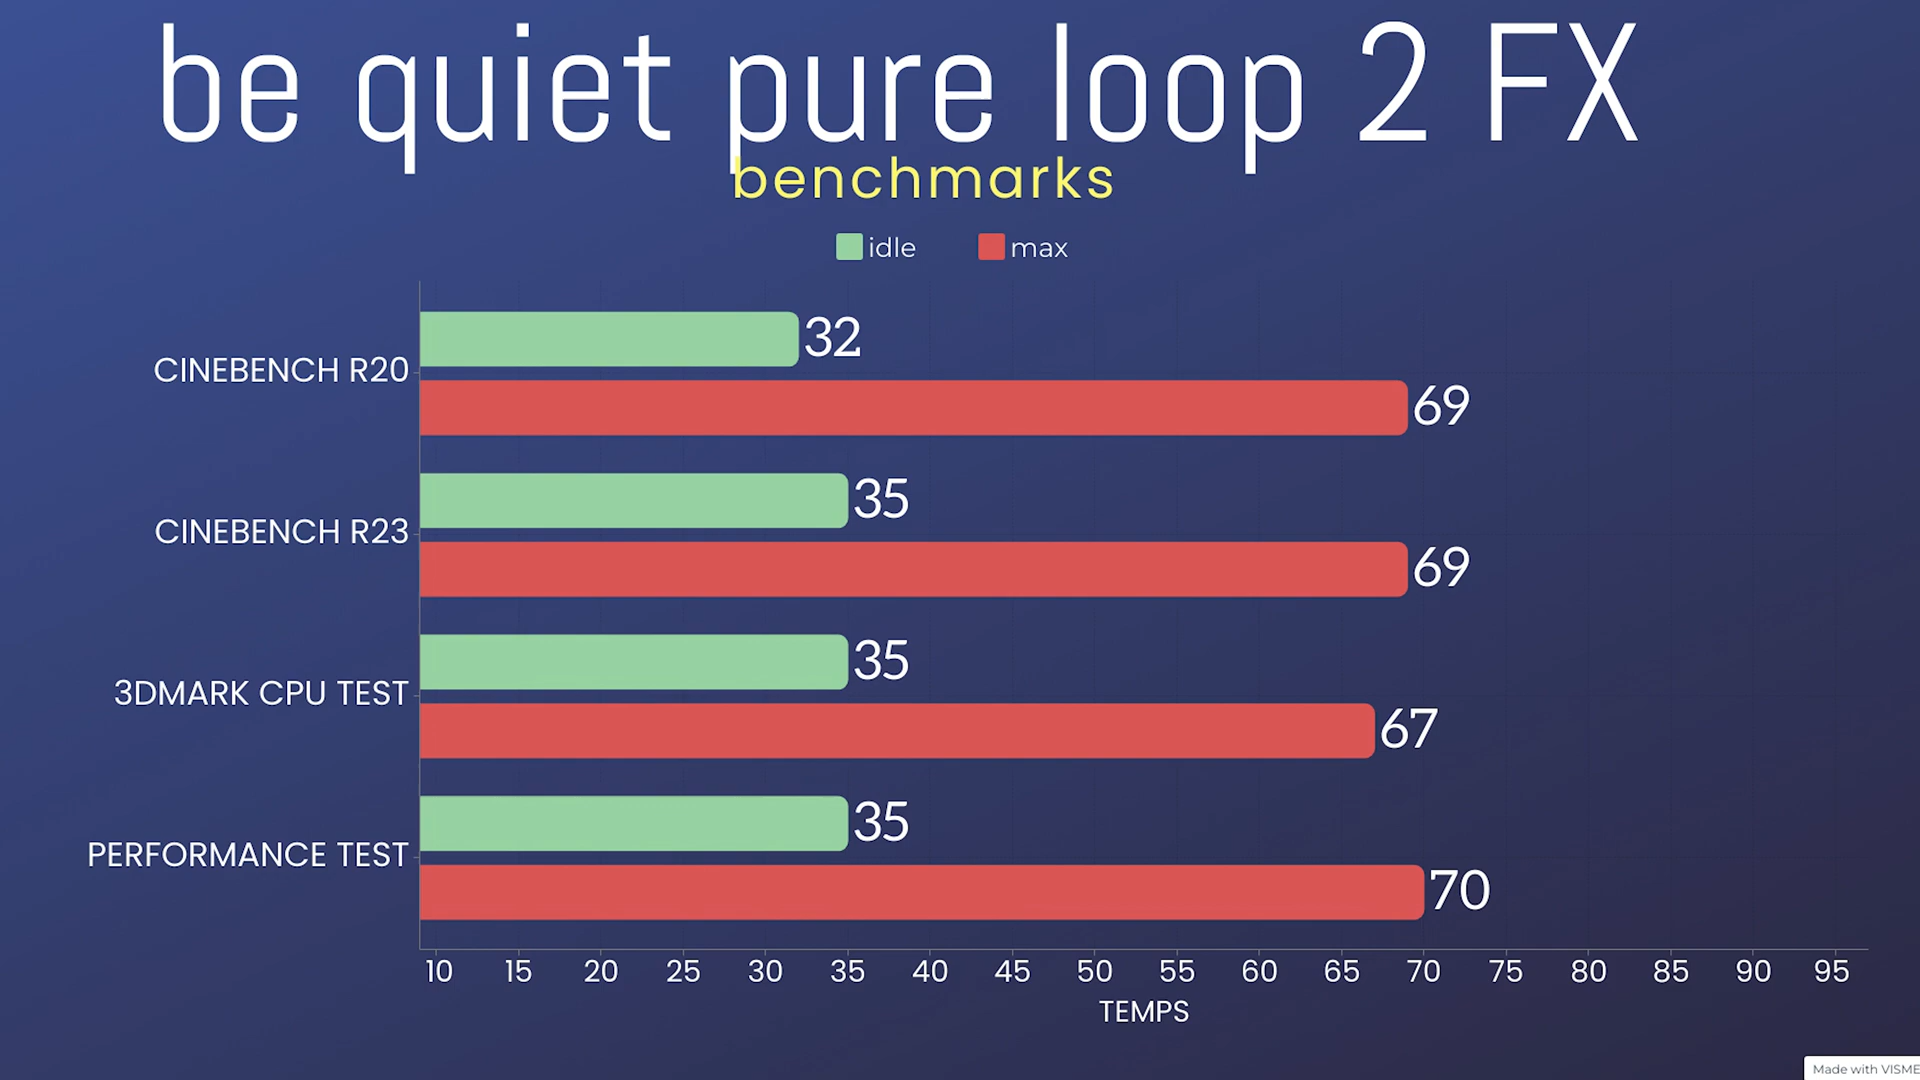 be quiet pure loop 2 FX
benchmarks
idle max
CINEBENCH R20 32
69
CINEBENCH R23 35
69
3DMARK CPU TEST 35
67
PERFORMANCE TEST 35
70
10 15 20 25 30 35 40 45 50 55 60 65 70 75 80 85 90 95
TEMPS
Made with VISME